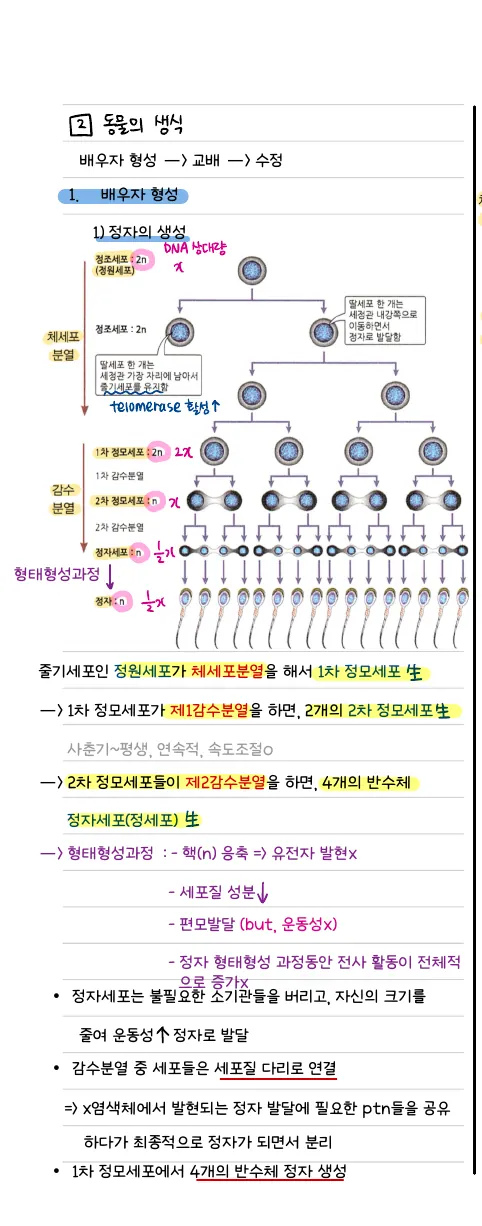 2 동물의 생식
배우자 형성 —> 교배 —> 수정
1. 배우자 형성
1.) 정자의 생성
DNA 상대량
정조세포 : 2n x
(정원세포)
딸세포 한 개는
세정관 내강쪽으로
이동하면서
정자로 발달함
정조세포 : 2n
체세포
분열
딸세포 한 개는
세정관 가장 자리에 남아서
줄기세포를 유지함
telomerase 활성↑
1차 정모세포 : 2n 2x
1차 감수분열
감수
분열
2차 정모세포 : n x
2차 감수분열
정자세포 : n ½x
형태형성과정
정자 : n ½x
줄기세포인 정원세포가 체세포분열을 해서 1차 정모세포 生
—> 1차 정모세포가 제1감수분열을 하면, 2개의 2차 정모세포 生
사춘기~평생, 연속적, 속도조절o
—> 2차 정모세포들이 제2감수분열을 하면, 4개의 반수체
정자세포(정세포) 生
—> 형태형성과정 : - 핵(n) 응축 => 유전자 발현x
- 세포질 성분↓
- 편모발달 (but, 운동성x)
- 정자 형태형성 과정동안 전사 활동이 전체적
으로 증가x
• 정자세포는 불필요한 소기관들을 버리고, 자신의 크기를
줄여 운동성↑ 정자로 발달
• 감수분열 중 세포들은 세포질 다리로 연결
=> x염색체에서 발현되는 정자 발달에 필요한 ptn들을 공유
하다가 최종적으로 정자가 되면서 분리
• 1차 정모세포에서 4개의 반수체 정자 생성